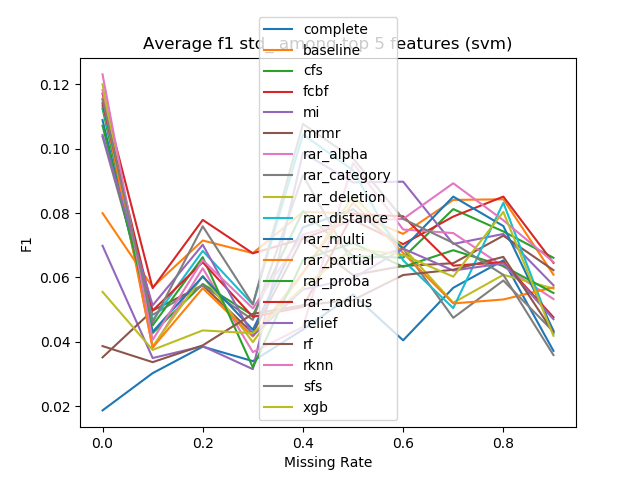 Average f1 std_ among top 5 features (svm)
F1
0.12
0.10
0.08
0.06
0.04
0.02
0.0
0.2
0.4
0.6
0.8
Missing Rate
complete
baseline
cfs
fcbf
mi
mrmr
rar_alpha
rar_category
rar_deletion
rar_distance
rar_multi
rar_partial
rar_proba
rar_radius
relief
rf
rknn
sfs
xgb